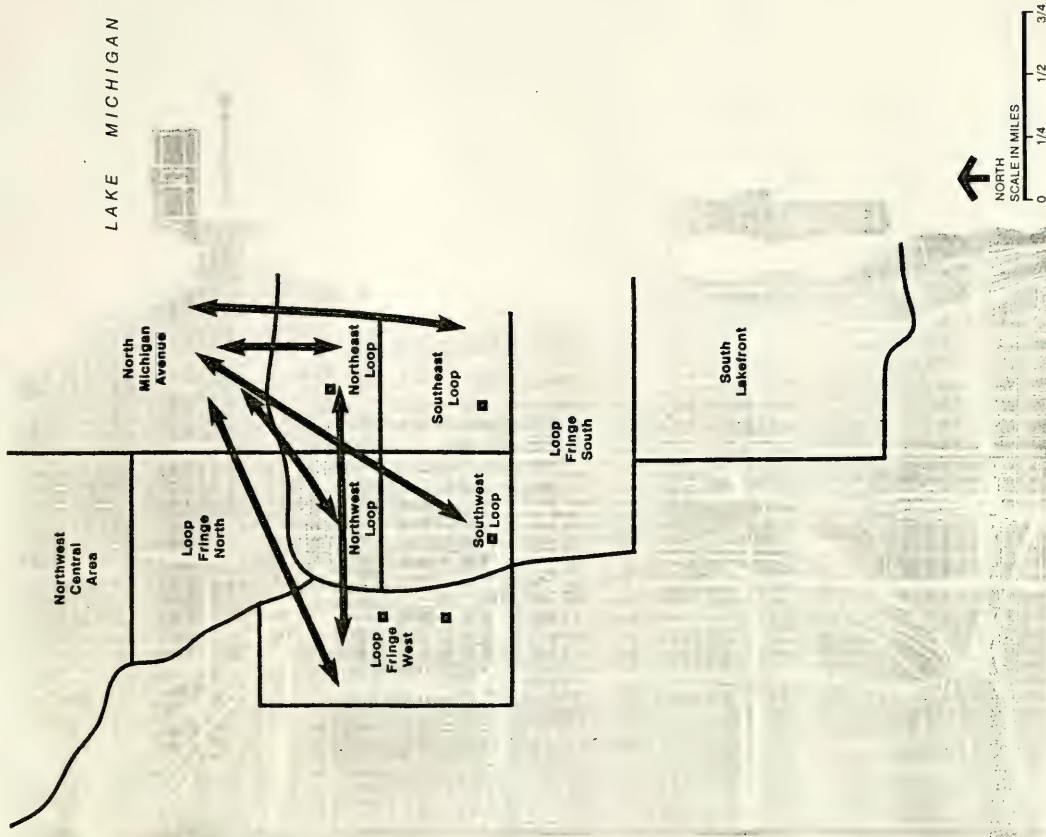 LAKE MICHIGAN
North
Michigan
Avenue
Northwest
Central
Area
Loop
Fringe
North
Northeast
Loop
Northwest
Loop
Southeast
Loop
Southwest
Loop
Loop
Fringe
West
Loop
Fringe
South
South
Lakefront
NORTH
SCALE IN MILES
0 1/4 1/2 3/4